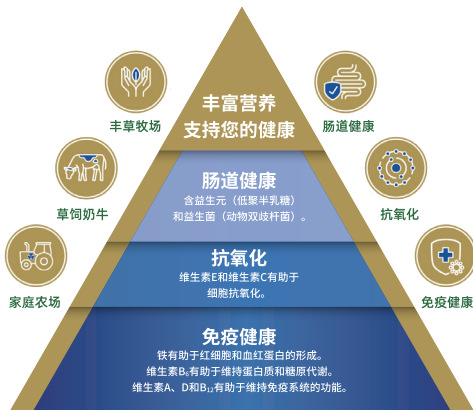 丰富营养
支持您的健康
丰草牧场
肠道健康
肠道健康
含益生元（低聚半乳糖）
和益生菌（动物双歧杆菌）。
草饲奶牛
抗氧化
抗氧化
维生素E和维生素C有助于
细胞抗氧化。
家庭农场
免疫健康
免疫健康
铁有助于红细胞和血红蛋白的形成。
维生素B₆有助于维持蛋白质和糖原代谢。
维生素A、D和B₁₂有助于维持免疫系统的功能。